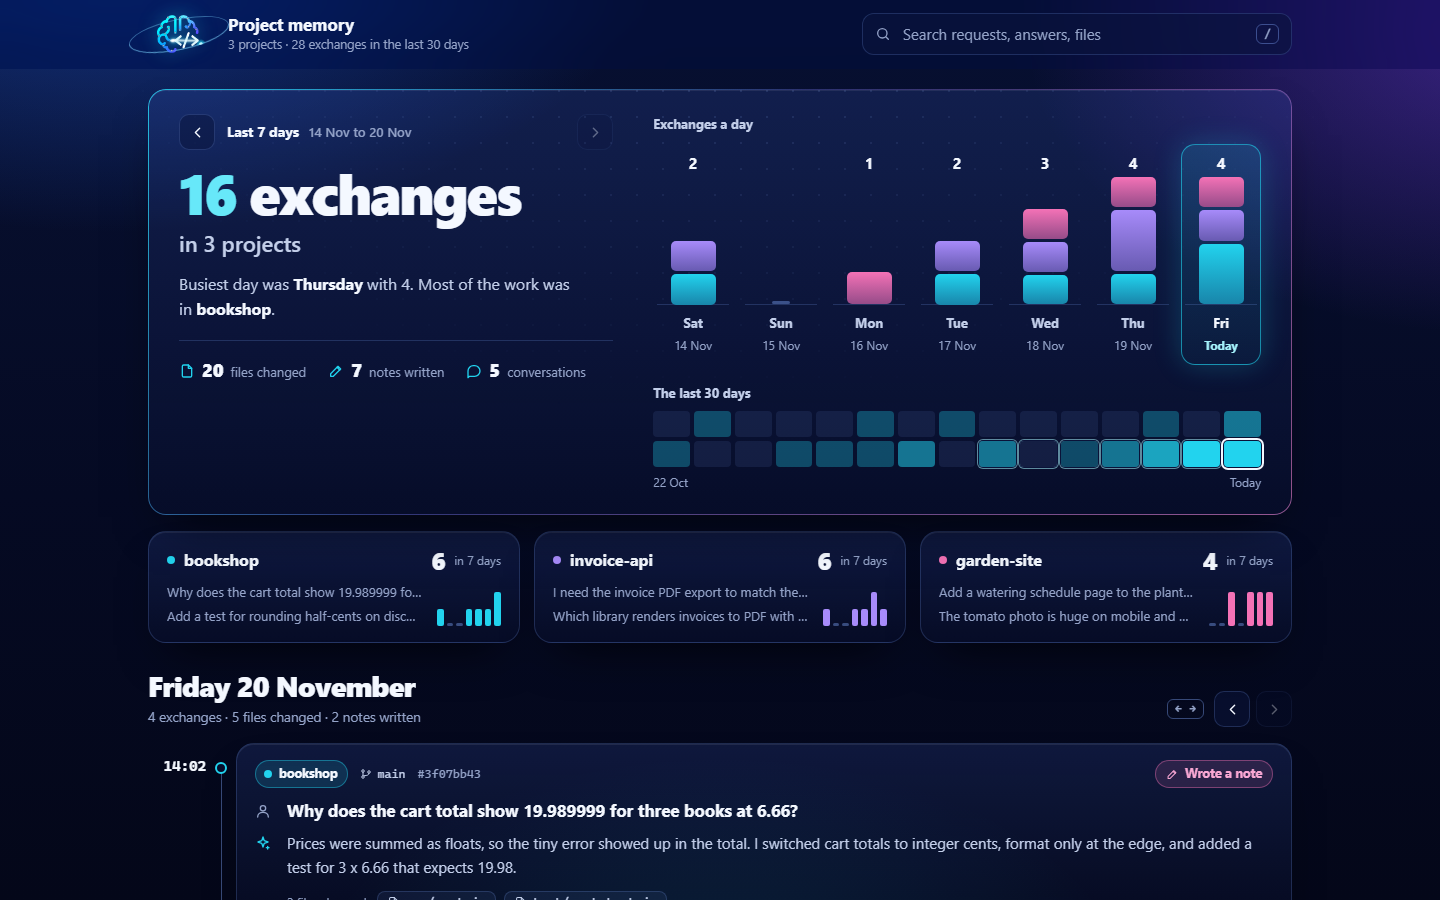 Project memory
3 projects · 28 exchanges in the last 30 days
Search requests, answers, files
/
Last 7 days 14 Nov to 20 Nov
16 exchanges
in 3 projects
Busiest day was Thursday with 4. Most of the work was
in bookshop.
20 files changed
7 notes written
5 conversations
Exchanges a day
2 1 2 3 4 4
Sat Sun Mon Tue Wed Thu Fri
14 Nov 15 Nov 16 Nov 17 Nov 18 Nov 19 Nov Today
The last 30 days
22 Oct Today
bookshop 6 in 7 days
Why does the cart total show 19.989999 fo...
Add a test for rounding half-cents on disc...
invoice-api 6 in 7 days
I need the invoice PDF export to match the...
Which library renders invoices to PDF with ...
garden-site 4 in 7 days
Add a watering schedule page to the plant...
The tomato photo is huge on mobile and ...
Friday 20 November
4 exchanges · 5 files changed · 2 notes written
14:02
bookshop main #3f07bb43 Wrote a note
Why does the cart total show 19.989999 for three books at 6.66?
Prices were summed as floats, so the tiny error showed up in the total. I switched cart totals to integer cents, format only at the edge, and added a
test for 3 x 6.66 that expects 19.98.